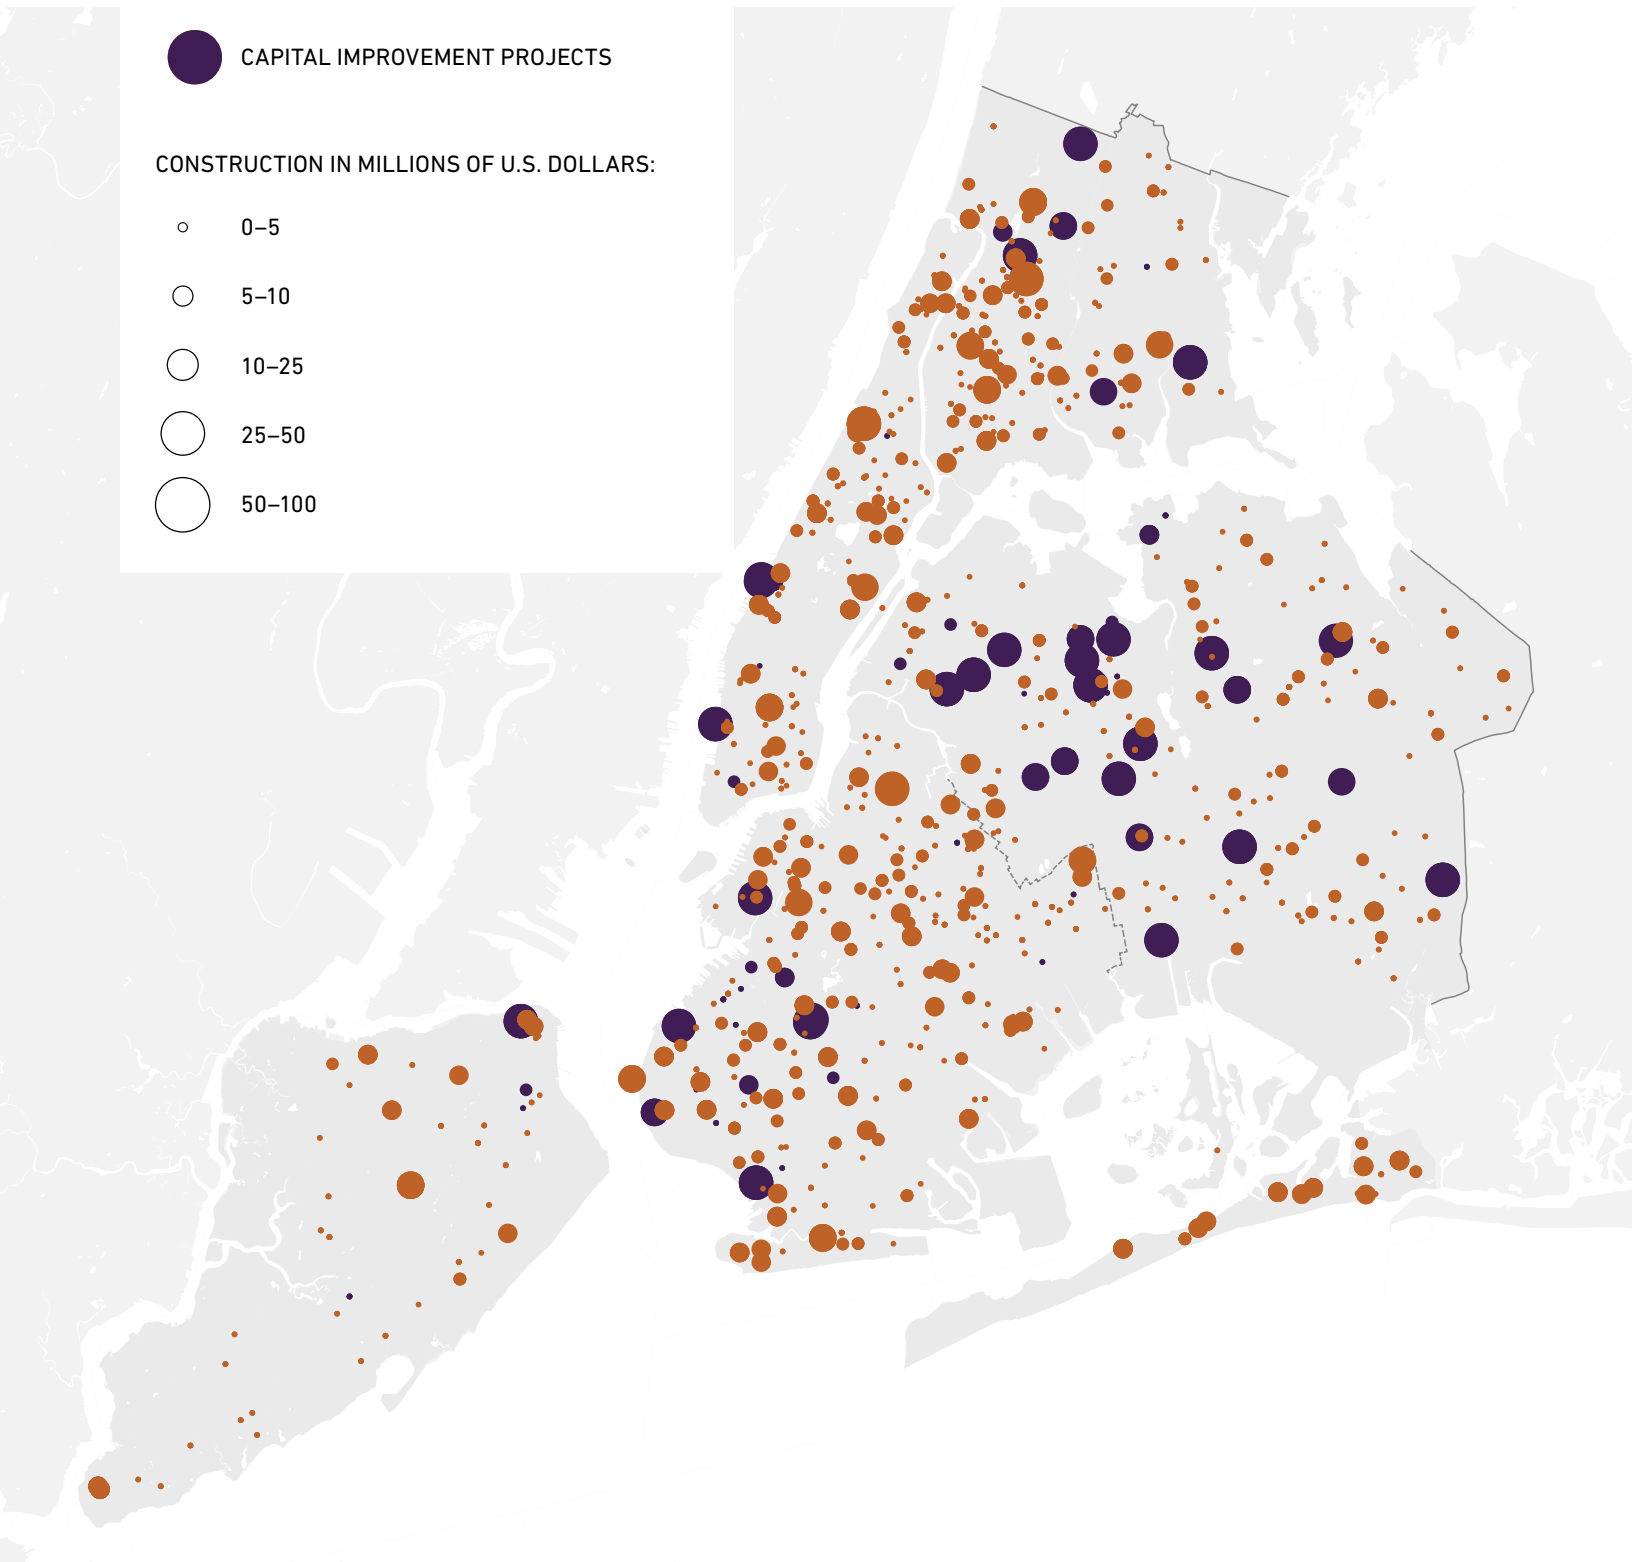 CAPITAL IMPROVEMENT PROJECTS
CONSTRUCTION IN MILLIONS OF U.S. DOLLARS:
0–5
5–10
10–25
25–50
50–100